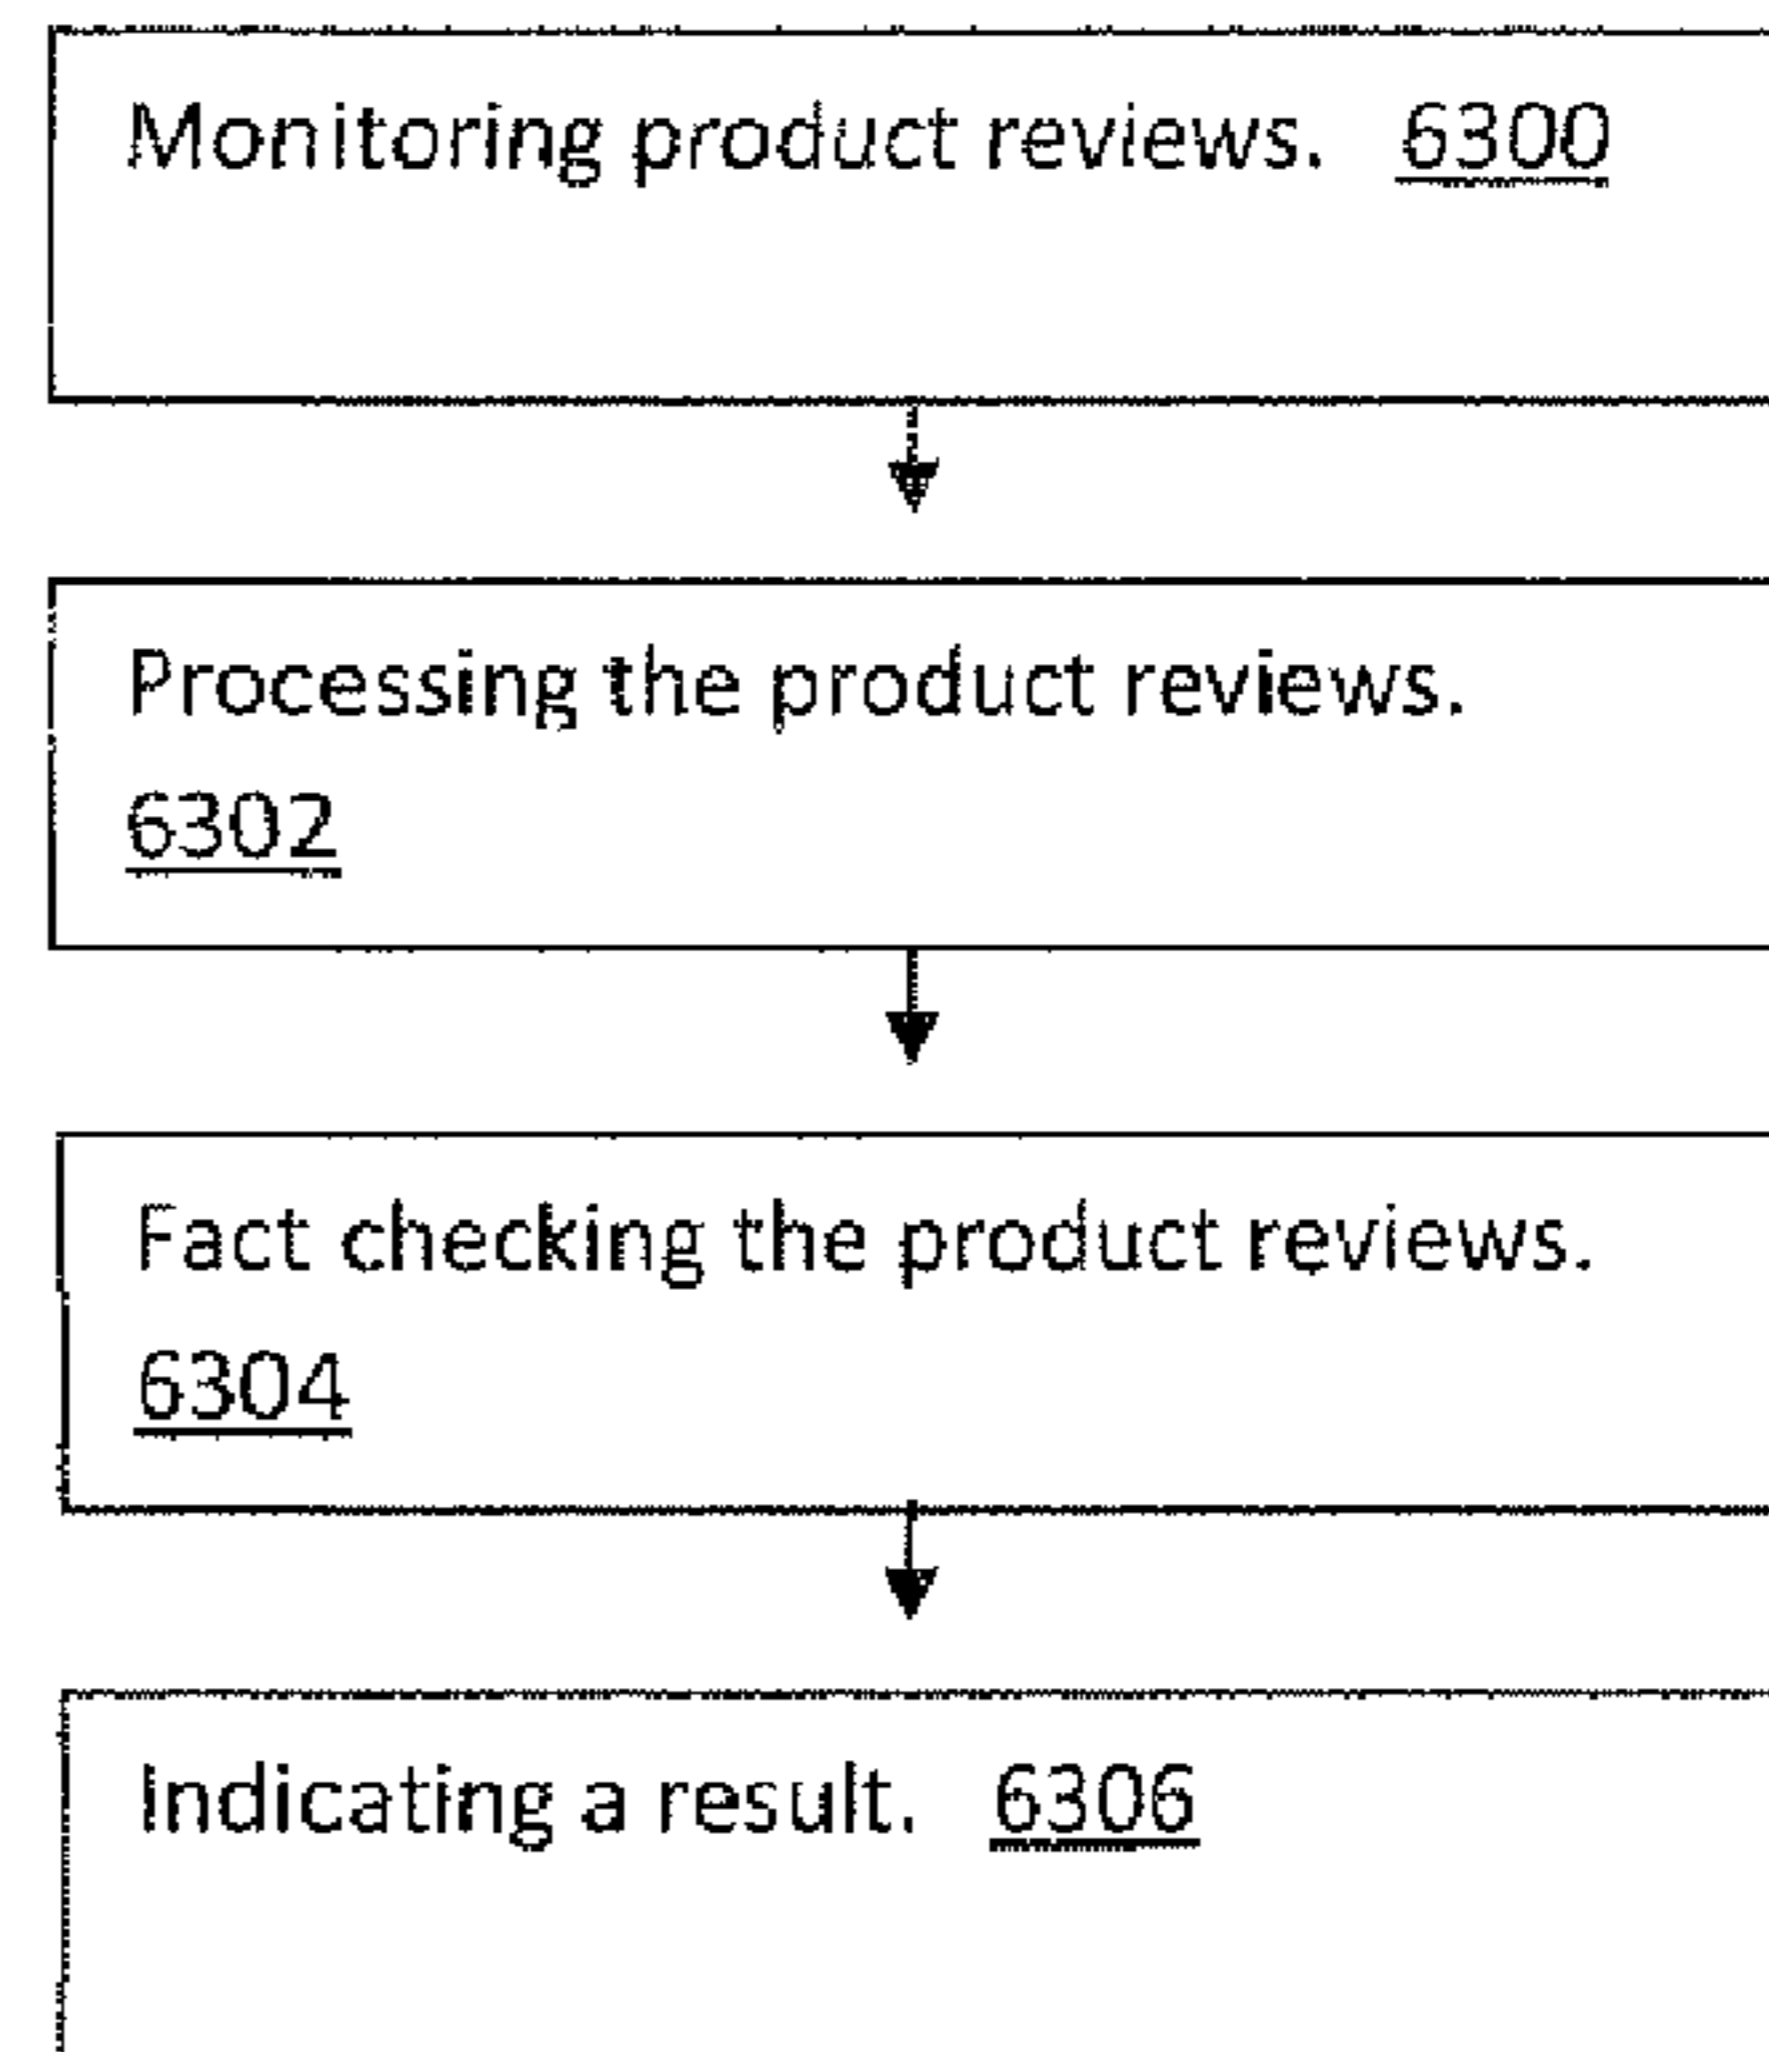 Monitoring product reviews. 6300
Processing the product reviews.
6302
Fact checking the product reviews.
6304
Indicating a result. 6306